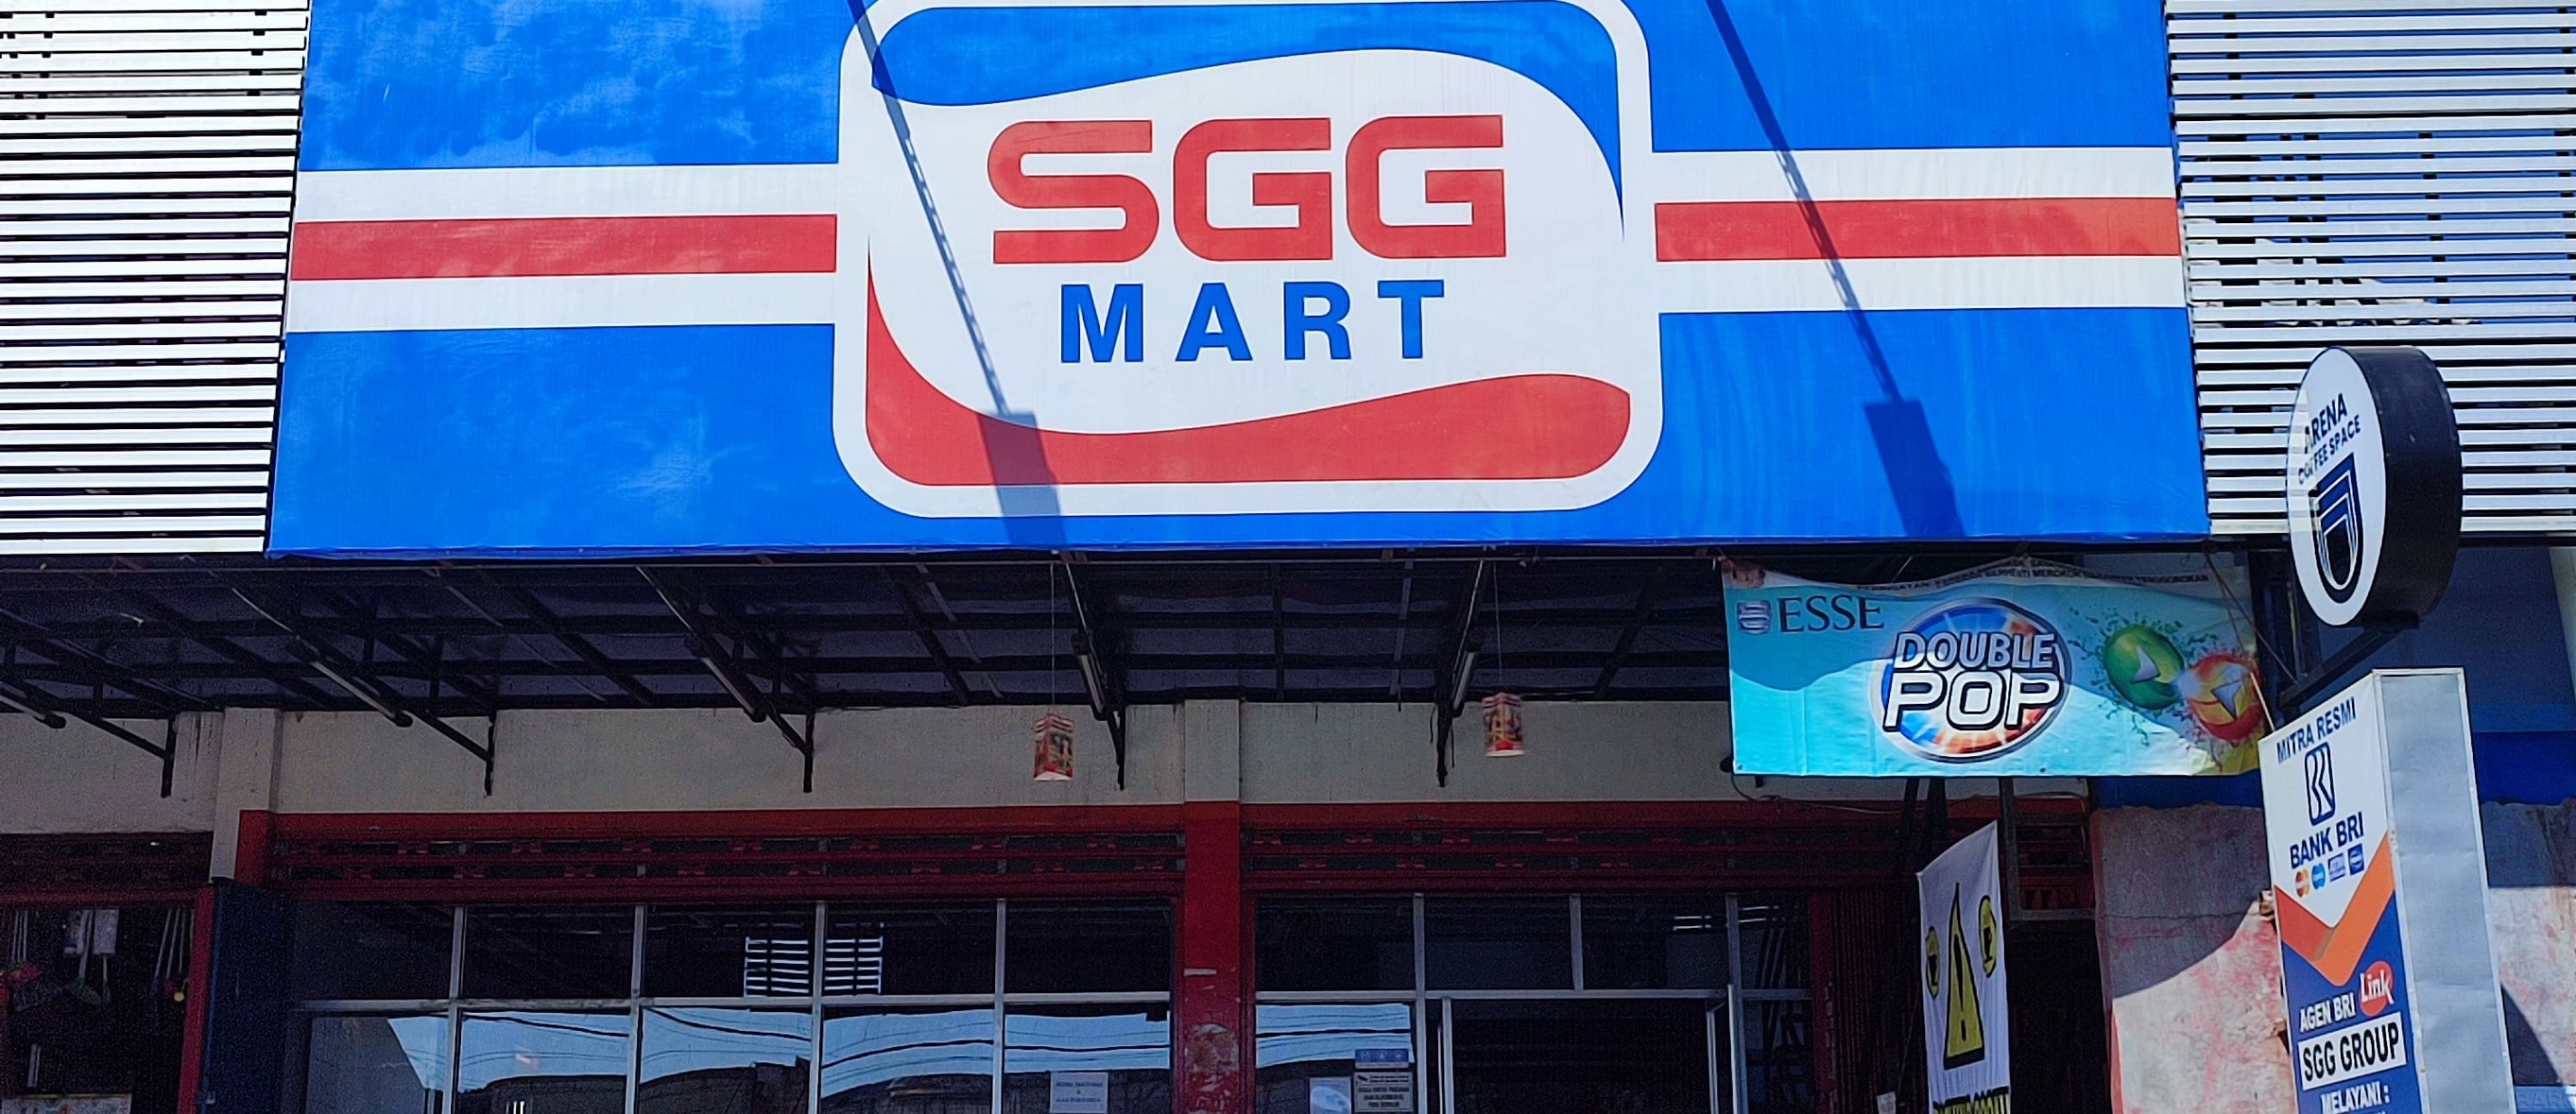 SGG
MART
ARENA
COFFEE SPACE
ESSE
DOUBLE
POP
MITRA RESMI
BANK BRI
AGEN BRI Link
SGG GROUP
MELAYANI :